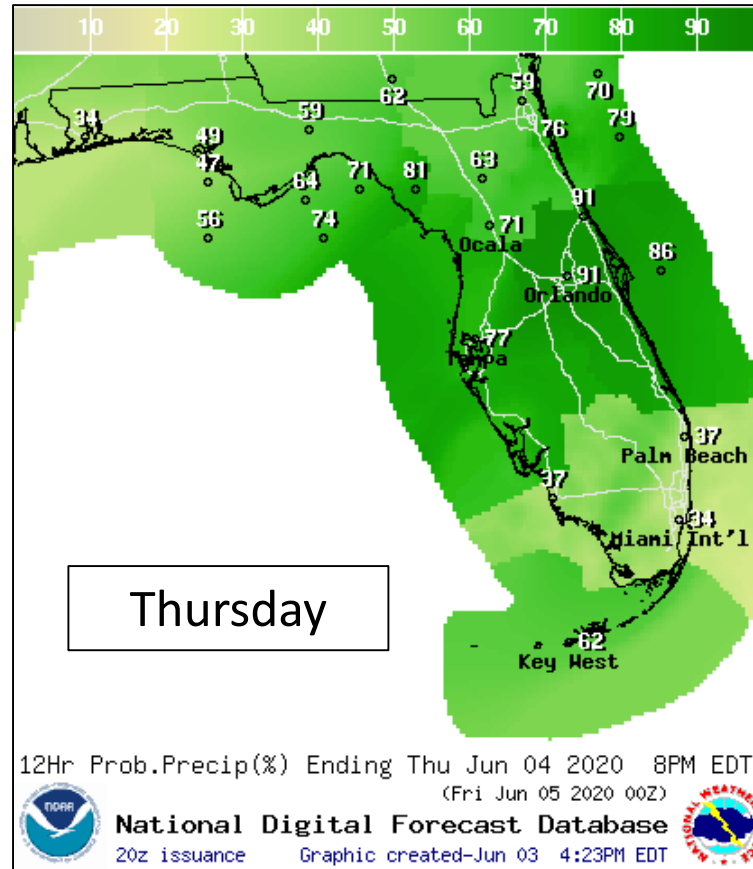 10 20 30 40 50 60 70 80 90
62 59 70
34 59 76 79
49
47 64 71 81 63
56 74 71 91
Ocala
91 86
Orlando
77
Tampa
37
Palm Beach
37
34
Miami Int'l
Thursday
62
Key West
12Hr Prob.Precip(%) Ending Thu Jun 04 2020 8PM EDT
(Fri Jun 05 2020 00Z)
noaa
National Digital Forecast Database
20z issuance Graphic created-Jun 03 4:23PM EDT